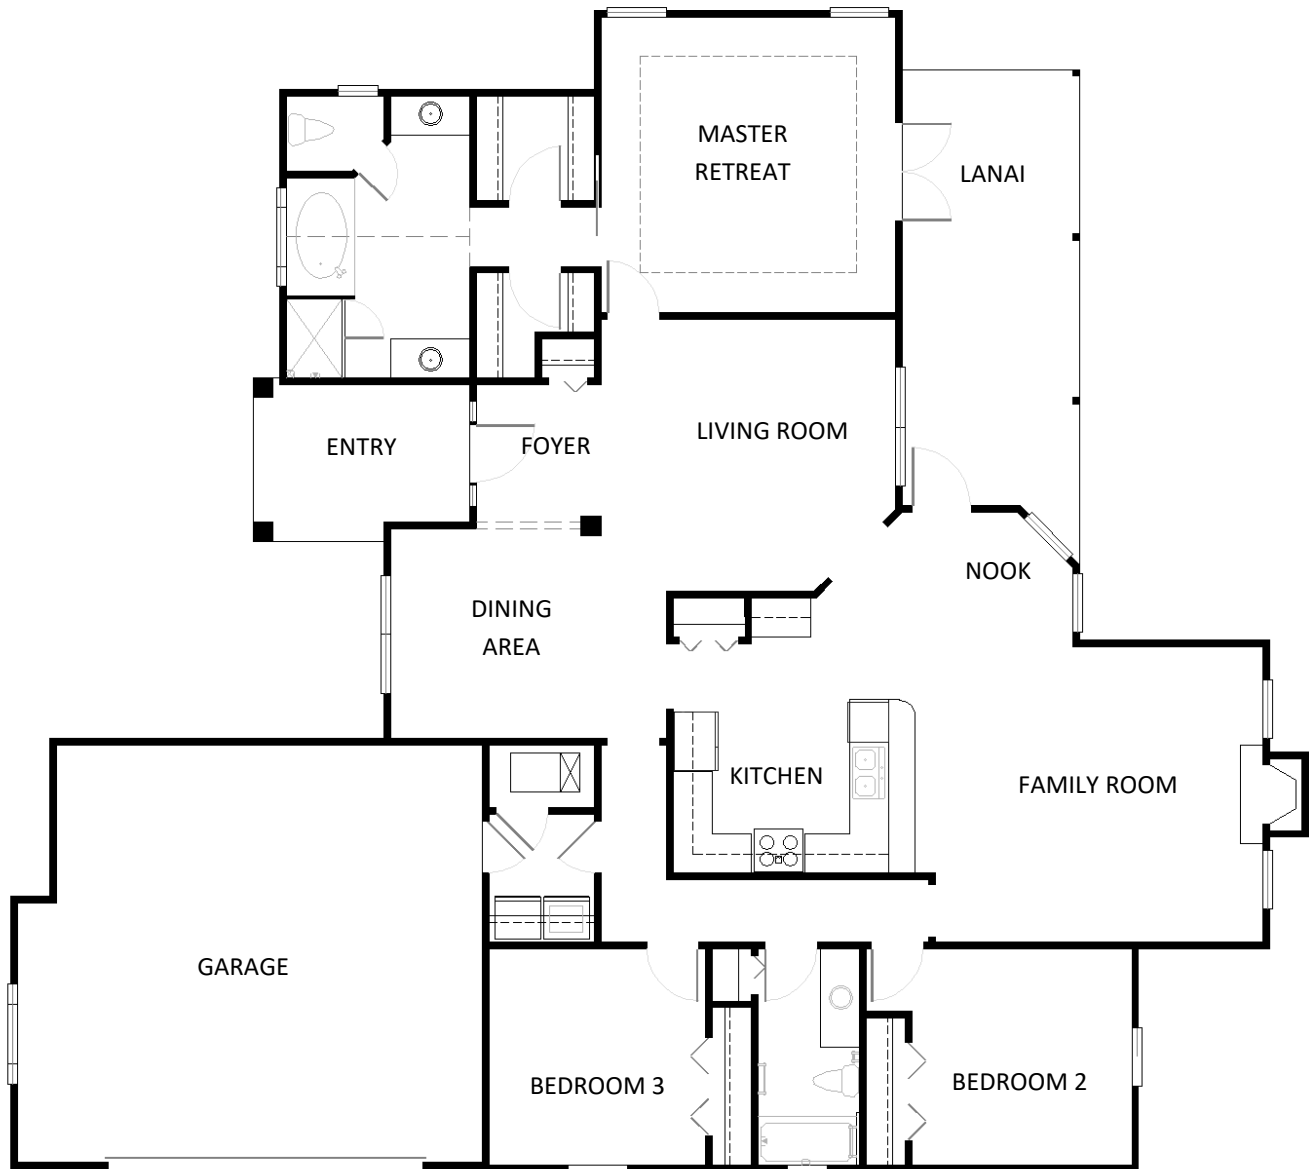 MASTER
RETREAT
LANAI
ENTRY
FOYER
LIVING ROOM
NOOK
DINING
AREA
KITCHEN
FAMILY ROOM
GARAGE
BEDROOM 3
BEDROOM 2